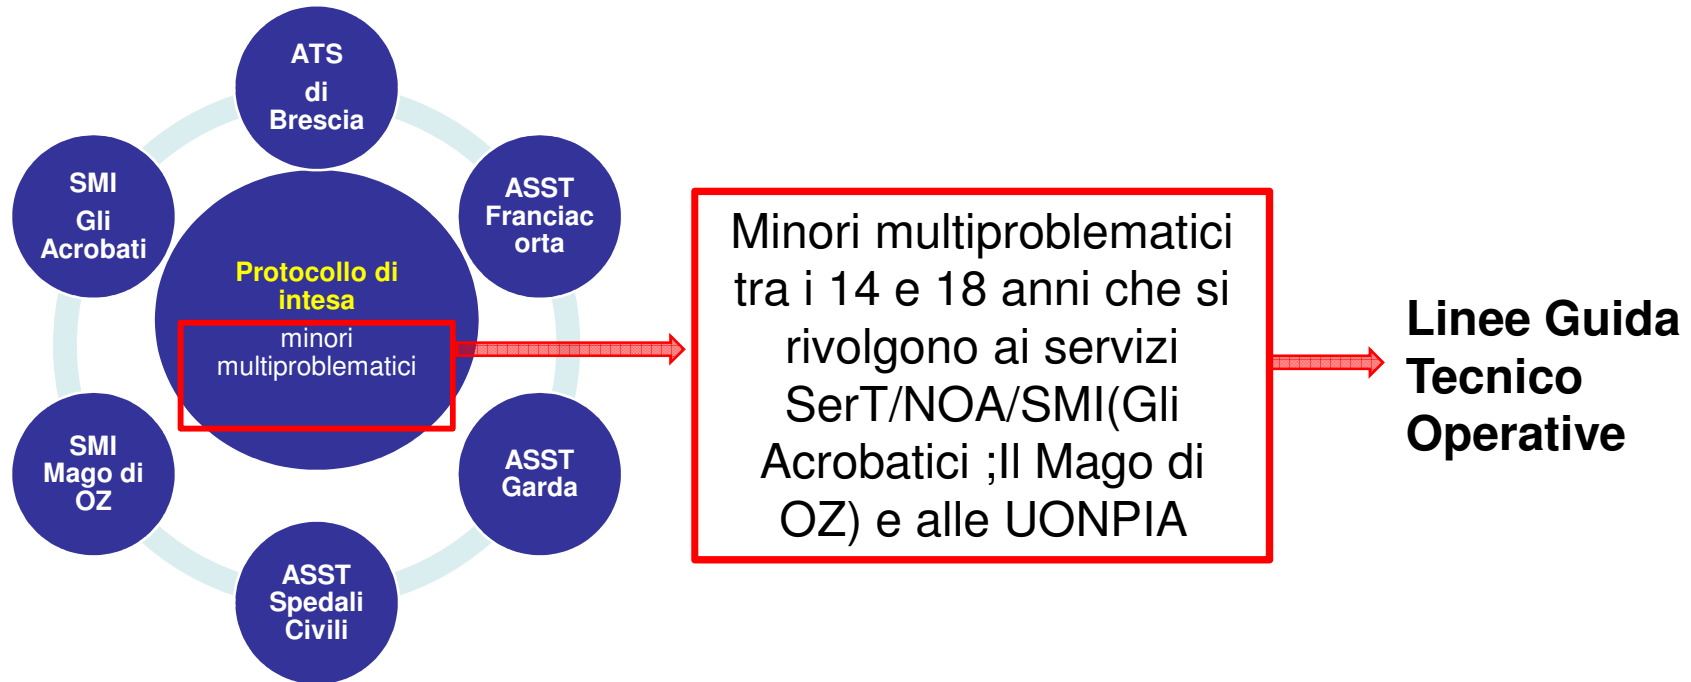 ATS
di
Brescia
ASST
Franciac
orta
ASST
Garda
ASST
Spedali
Civili
SMI
Mago di
OZ
SMI
Gli
Acrobati
Protocollo di
intesa
minori
multiproblematici
Minori multiproblematici
tra i 14 e 18 anni che si
rivolgono ai servizi
SerT/NOA/SMI(Gli
Acrobatici ;Il Mago di
OZ) e alle UONPIA
Linee Guida
Tecnico
Operative